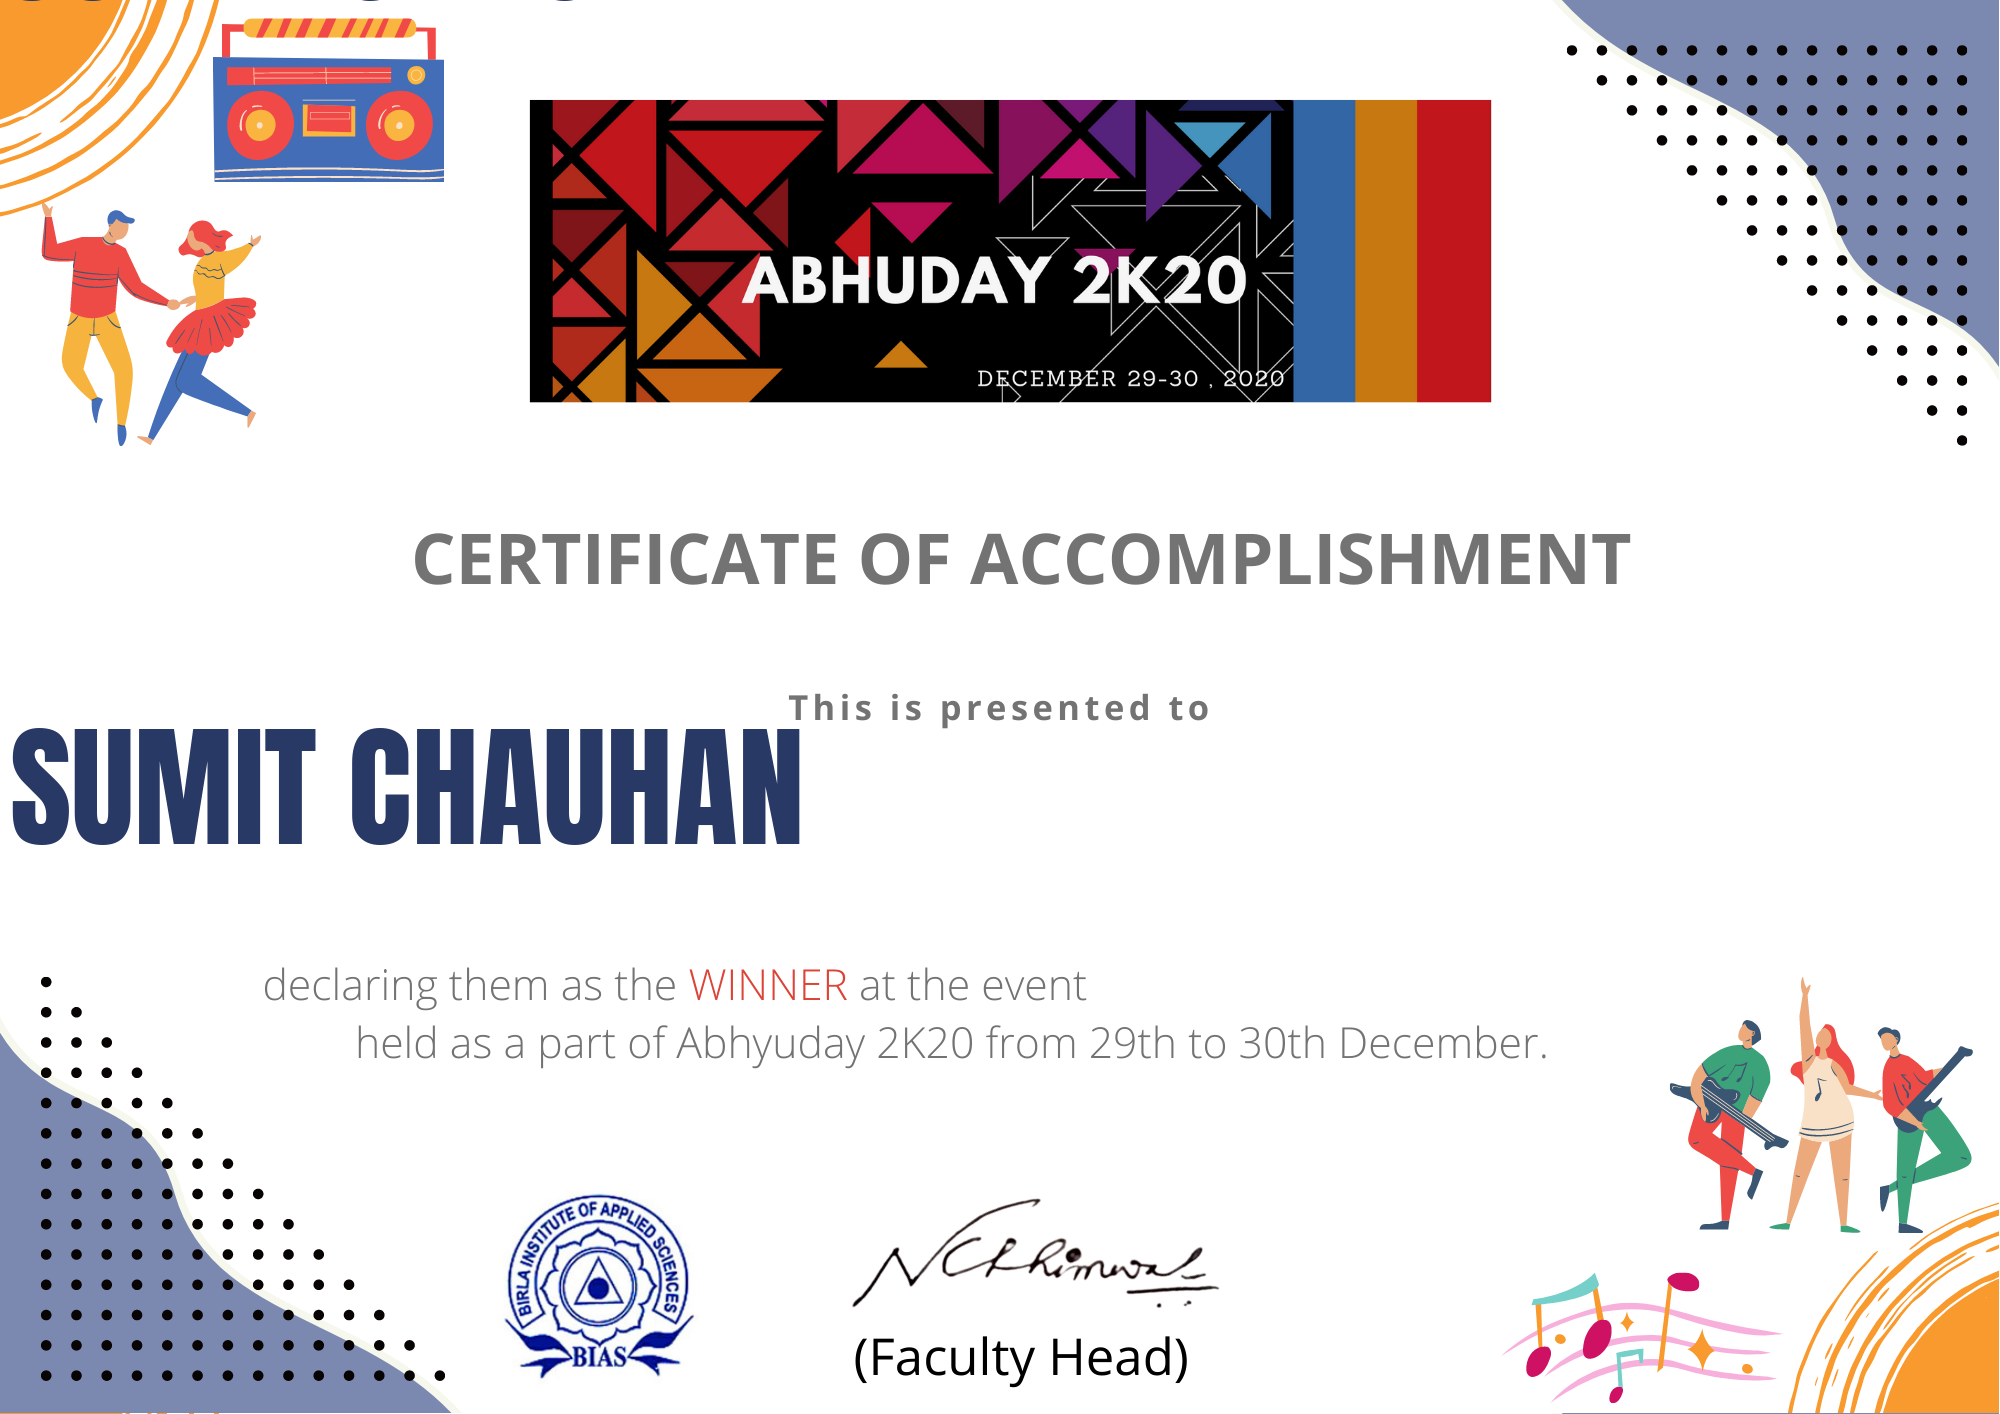 ABHUDAY 2K20
DECEMBER 29-30 , 2020
CERTIFICATE OF ACCOMPLISHMENT
This is presented to
SUMIT CHAUHAN
declaring them as the WINNER at the event
held as a part of Abhyuday 2K20 from 29th to 30th December.
BIRLA INSTITUTE OF APPLIED SCIENCES
BIAS
(Faculty Head)